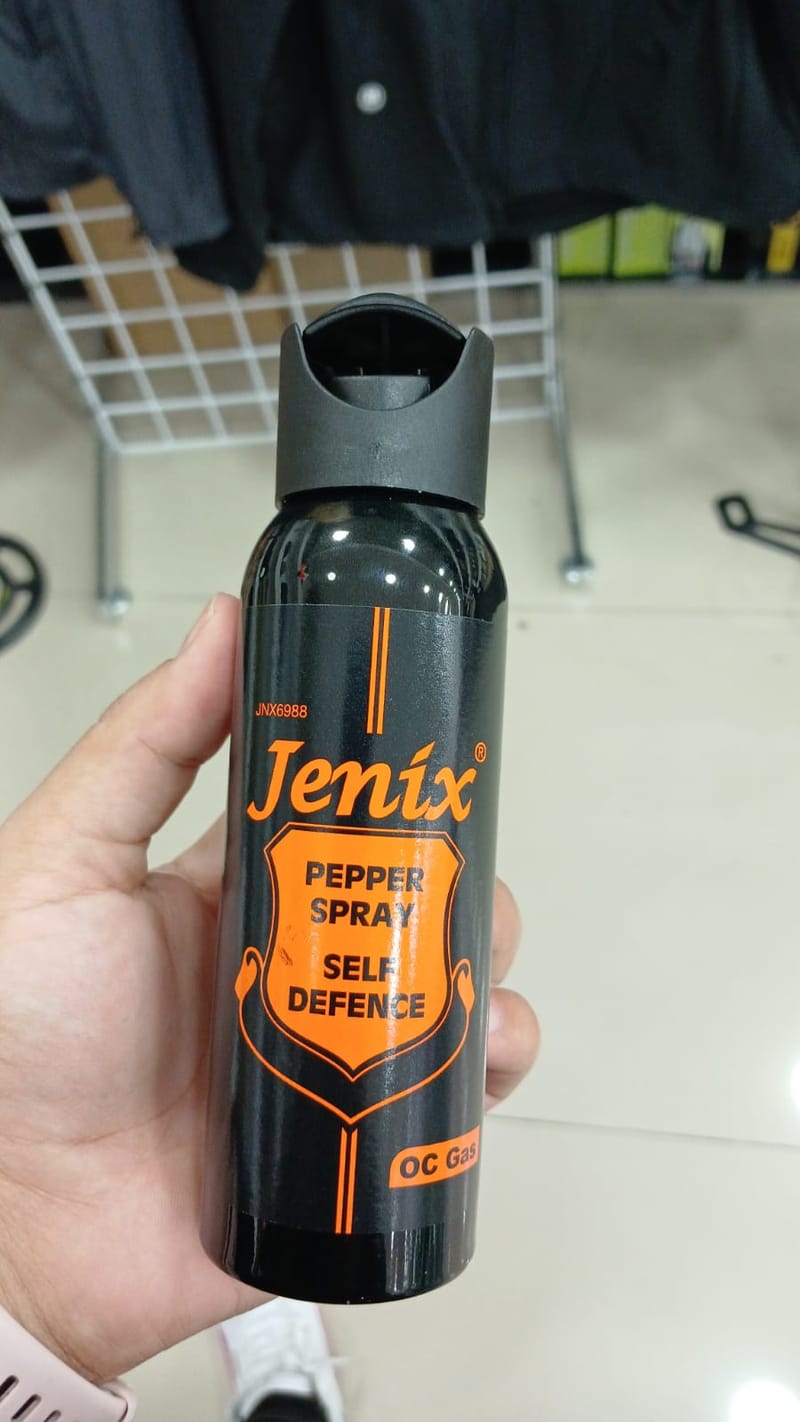 JNX6988
Jenix®
PEPPER
SPRAY
SELF
DEFENCE
OC Gas